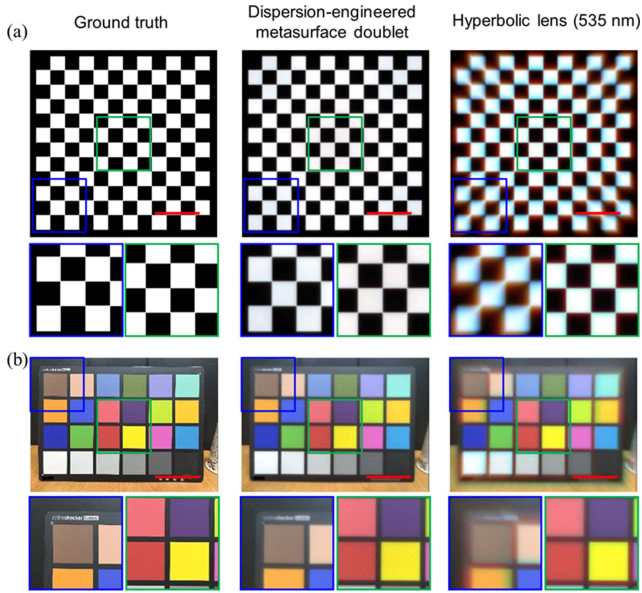 Ground truth
Dispersion-engineered
metasurface doublet
Hyperbolic lens (535 nm)
(a)
(b)